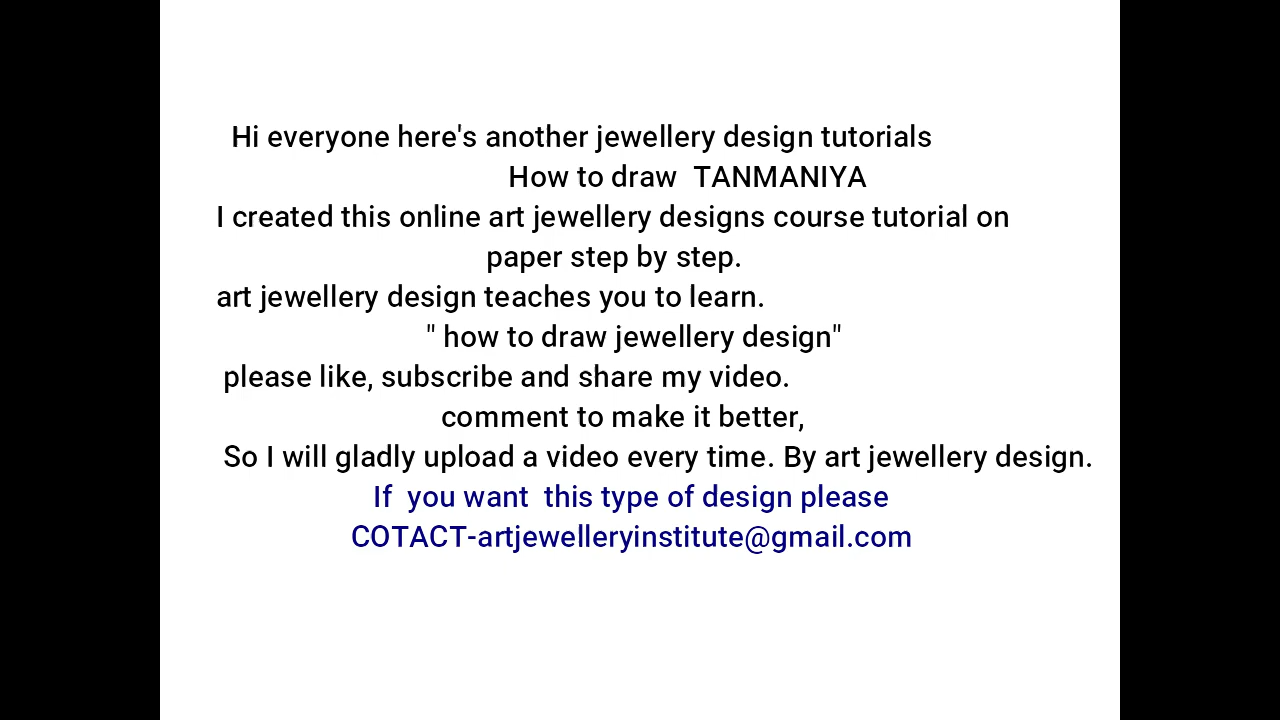 Hi everyone here's another jewellery design tutorials
How to draw TANMANIYA
I created this online art jewellery designs course tutorial on
paper step by step.
art jewellery design teaches you to learn.
" how to draw jewellery design"
please like, subscribe and share my video.
comment to make it better,
So I will gladly upload a video every time. By art jewellery design.
If you want this type of design please
COTACT-artjewelleryinstitute@gmail.com